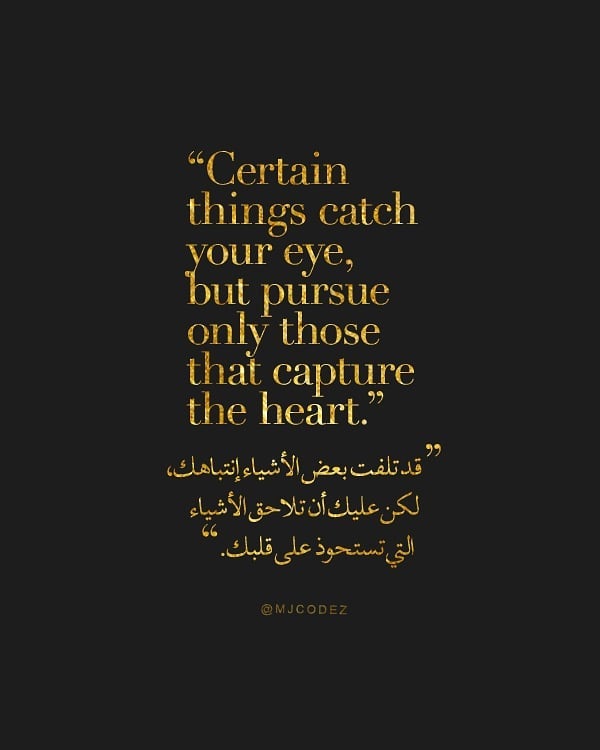 “Certain
things catch
your eye,
but pursue
only those
that capture
the heart.”
”قد تلفت بعض الأشياء إنتباهك،
لكن عليك أن تلاحق الأشياء
التي تستحوذ على قلبك.“
@MJCODEZ